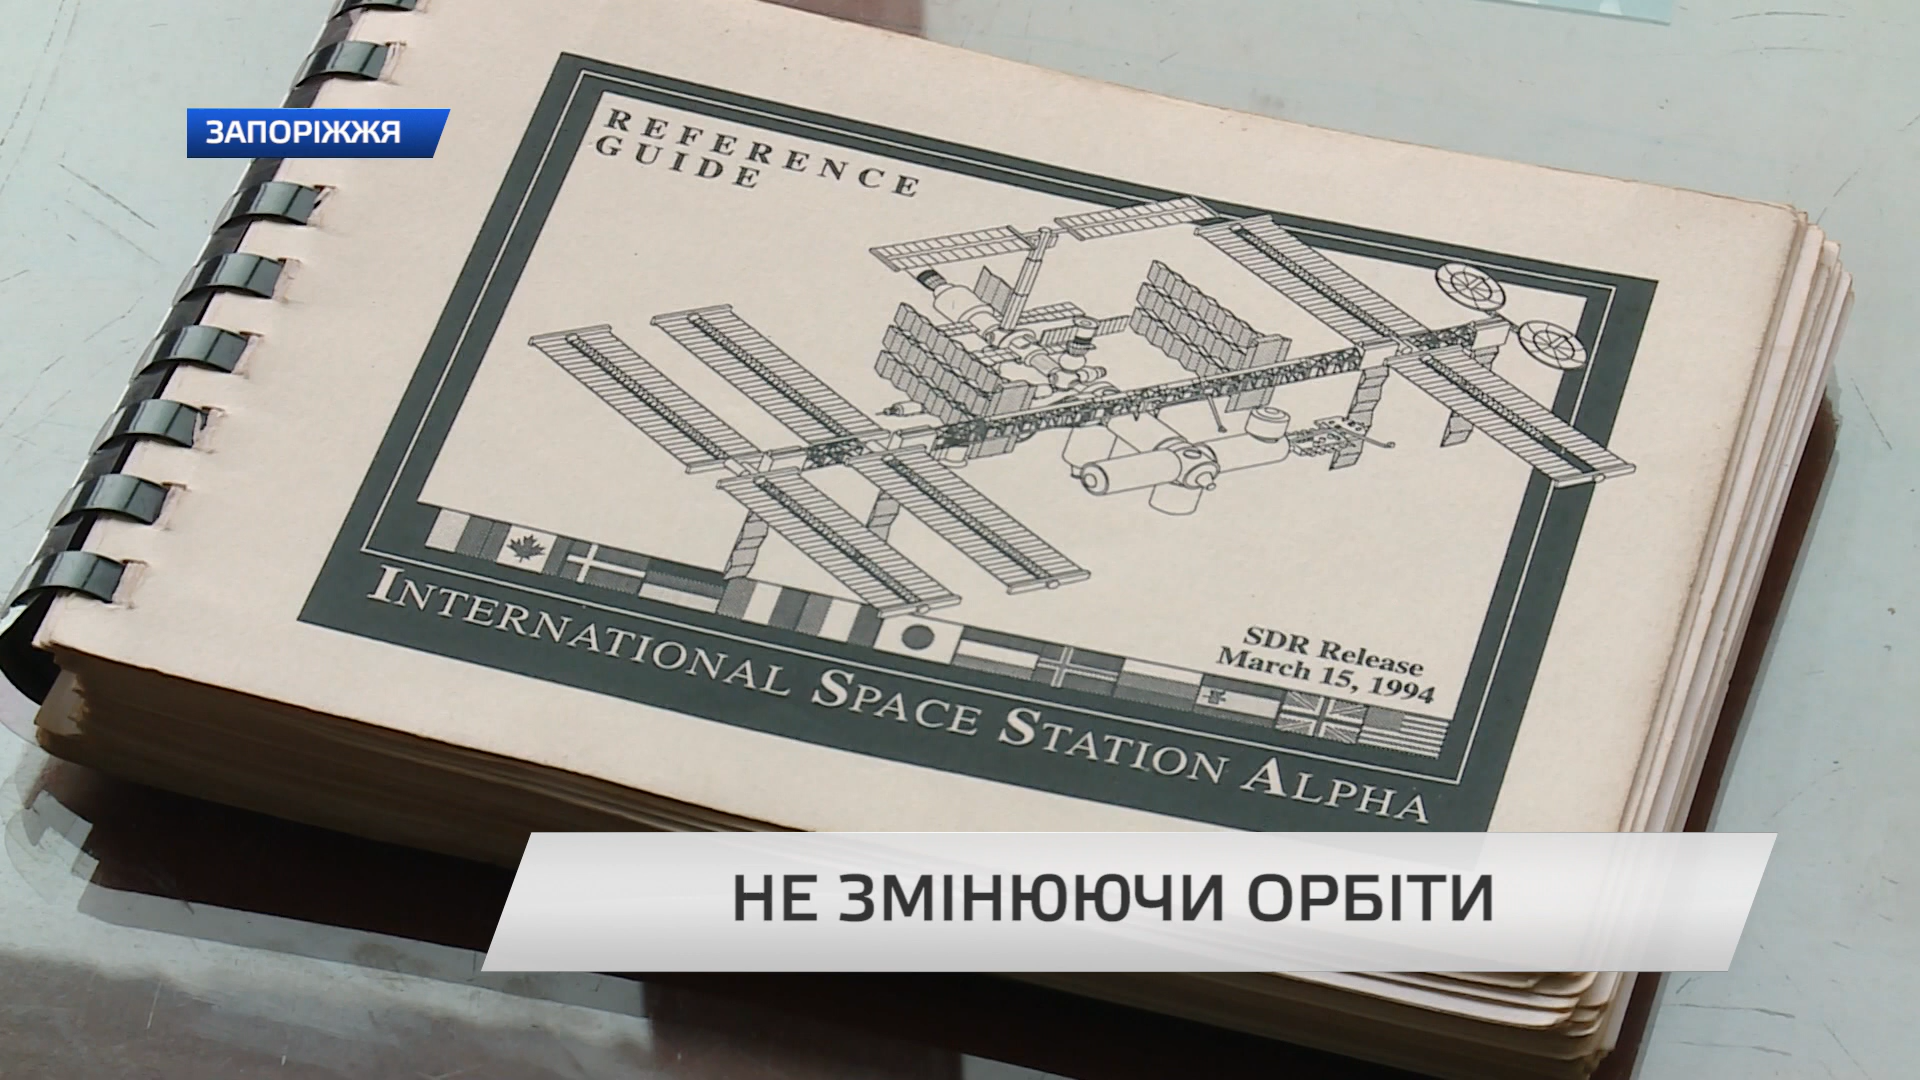 ЗАПОРІЖЖЯ
REFERENCE
GUIDE
SDR Release
March 15, 1994
INTERNATIONAL SPACE STATION ALPHA
НЕ ЗМІНЮЮЧИ ОРБІТИ